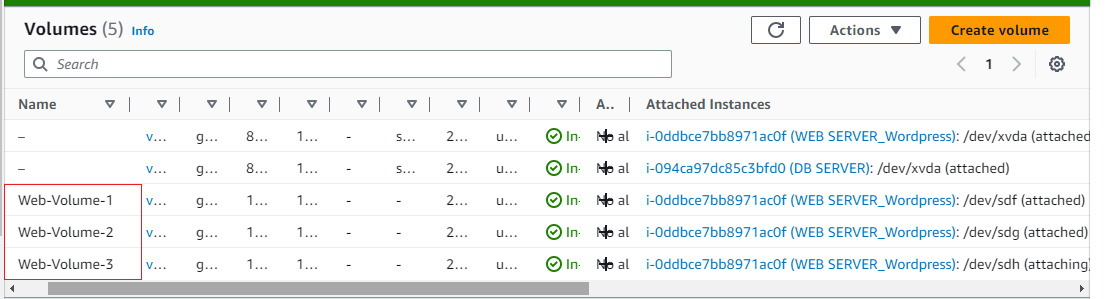 Volumes (5) Info
Actions
Create volume
Search
1
Name A.. Attached Instances
– v... g... 8... 1... - s... 2... u... In- No al i-0ddbce7bb8971ac0f (WEB SERVER_Wordpress): /dev/xvda (attached
– v... g... 8... 1... - s... 2... u... In- No al i-094ca97dc85c3bfd0 (DB SERVER): /dev/xvda (attached)
Web-Volume-1 v... g... 1... 1... - - 2... u... In- No al i-0ddbce7bb8971ac0f (WEB SERVER_Wordpress): /dev/sdf (attached)
Web-Volume-2 v... g... 1... 1... - - 2... u... In- No al i-0ddbce7bb8971ac0f (WEB SERVER_Wordpress): /dev/sdg (attached)
Web-Volume-3 v... g... 1... 1... - - 2... u... In- No al i-0ddbce7bb8971ac0f (WEB SERVER_Wordpress): /dev/sdh (attaching)